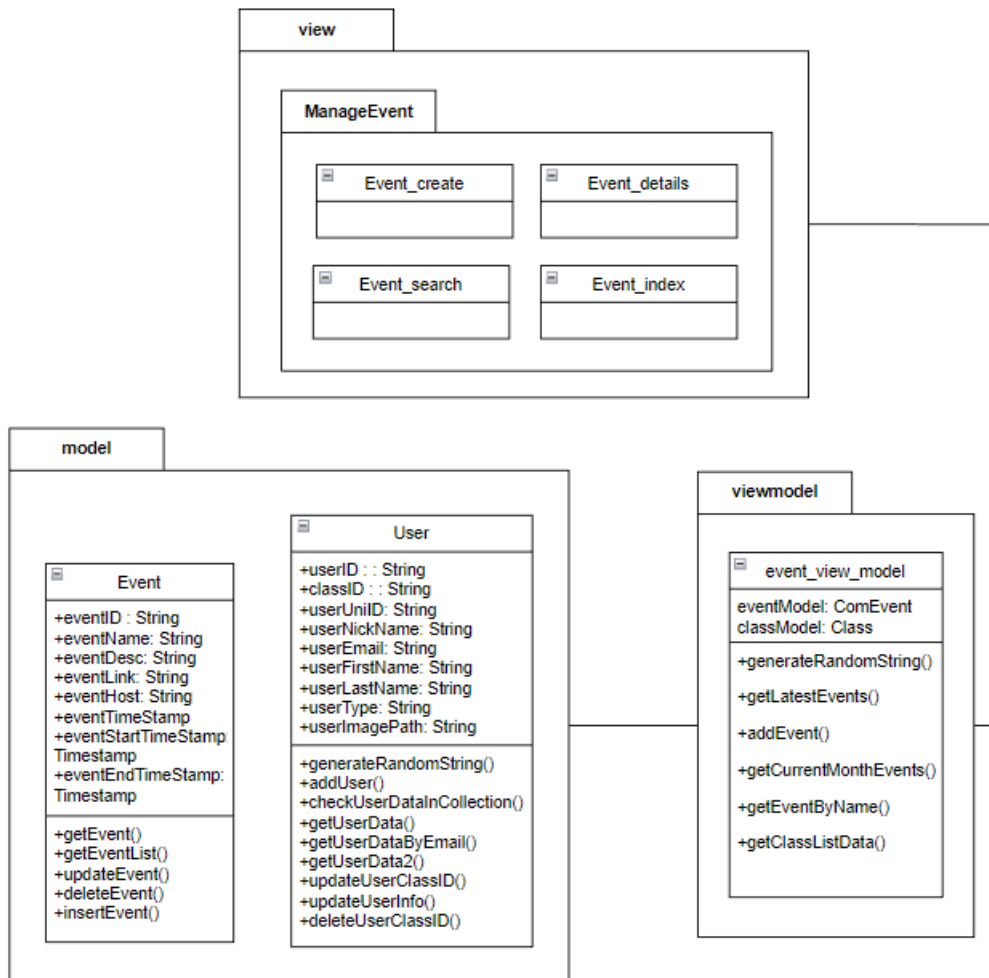 view
ManageEvent
Event_create
Event_details
Event_search
Event_index
model
Event
+eventID : String
+eventName: String
+eventDesc: String
+eventLink: String
+eventHost: String
+eventTimeStamp
+eventStartTimeStamp:
Timestamp
+eventEndTimeStamp:
Timestamp
+getEvent()
+getEventList()
+updateEvent()
+deleteEvent()
+insertEvent()
User
+userID : : String
+classID : : String
+userUniID: String
+userNickName: String
+userEmail: String
+userFirstName: String
+userLastName: String
+userType: String
+userImagePath: String
+generateRandomString()
+addUser()
+checkUserDataInCollection()
+getUserData()
+getUserDataByEmail()
+getUserData2()
+updateUserClassID()
+updateUserInfo()
+deleteUserClassID()
viewmodel
event_view_model
eventModel: ComEvent
classModel: Class
+generateRandomString()
+getLatestEvents()
+addEvent()
+getCurrentMonthEvents()
+getEventByName()
+getClassListData()